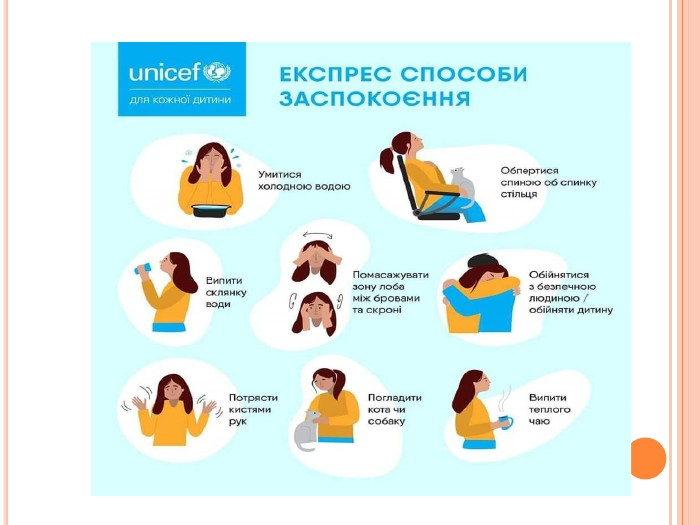 unicef
ДЛЯ КОЖНОЇ ДИТИНИ
ЕКСПРЕС СПОСОБИ
ЗАСПОКОЄННЯ
Умитися
холодною водою
Обпертися
спиною об спинку
стільця
Випити
склянку
води
Помасажувати
зону лоба
між бровами
та скроні
Обійнятися
з безпечною
людиною /
обійняти дитину
Потрясти
кистями
рук
Погладити
кота чи
собаку
Випити
теплого
чаю